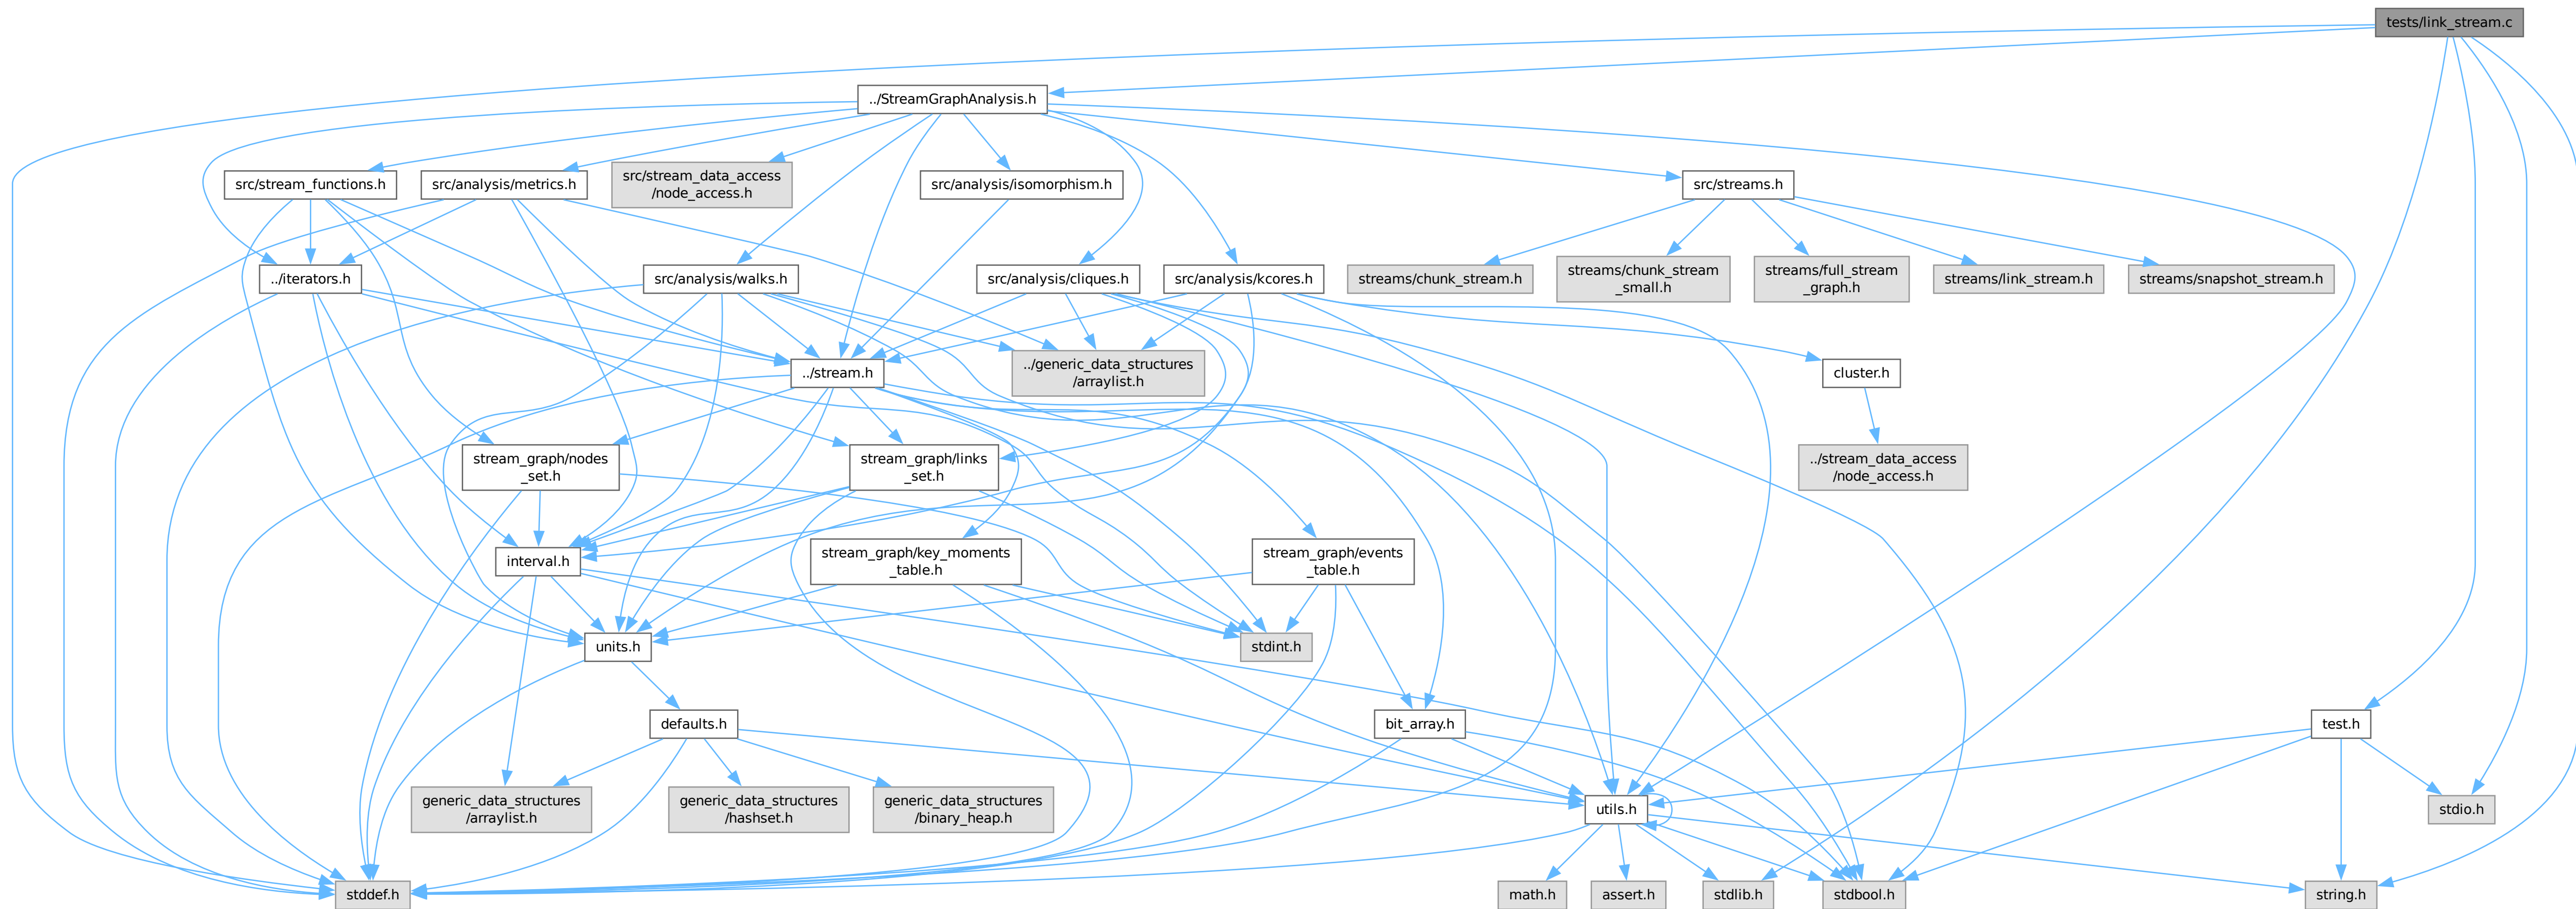 tests/link_stream.c
../StreamGraphAnalysis.h
src/stream_functions.h
src/analysis/metrics.h
src/stream_data_access
/node_access.h
src/analysis/isomorphism.h
src/streams.h
../iterators.h
src/analysis/walks.h
src/analysis/cliques.h
src/analysis/kcores.h
streams/chunk_stream.h
streams/chunk_stream
_small.h
streams/full_stream
_graph.h
streams/link_stream.h
streams/snapshot_stream.h
../stream.h
../generic_data_structures
/arraylist.h
cluster.h
stream_graph/nodes
_set.h
stream_graph/links
_set.h
../stream_data_access
/node_access.h
interval.h
stream_graph/key_moments
_table.h
stream_graph/events
_table.h
units.h
stdint.h
defaults.h
bit_array.h
test.h
generic_data_structures
/arraylist.h
generic_data_structures
/hashset.h
generic_data_structures
/binary_heap.h
utils.h
stdio.h
stddef.h
math.h
assert.h
stdlib.h
stdbool.h
string.h